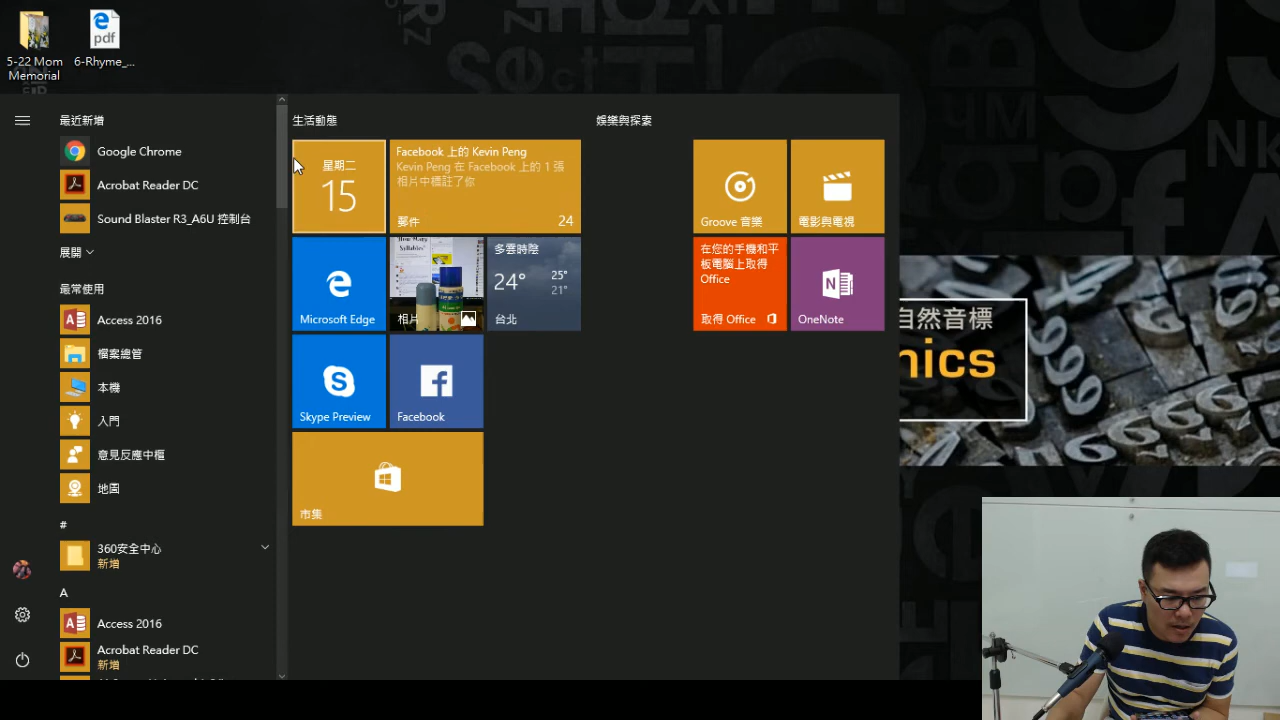 5-22 Mom
Memorial
pdf
6-Rhyme_...
最近新增
Google Chrome
Acrobat Reader DC
Sound Blaster R3_A6U 控制台
展開
最常使用
Access 2016
檔案總管
本機
入門
意見反應中樞
地圖
#
360安全中心
新增
A
Access 2016
Acrobat Reader DC
新增
生活動態
星期二
15
Facebook 上的 Kevin Peng
Kevin Peng 在 Facebook 上的 1 張
相片中標註了你
郵件
24
Microsoft Edge
相片
多雲時陰
24°
25°
21°
台北
Skype Preview
Facebook
市集
娛樂與探索
Groove 音樂
電影與電視
在您的手機和平
板電腦上取得
Office
取得 Office
OneNote
自然音標
nics